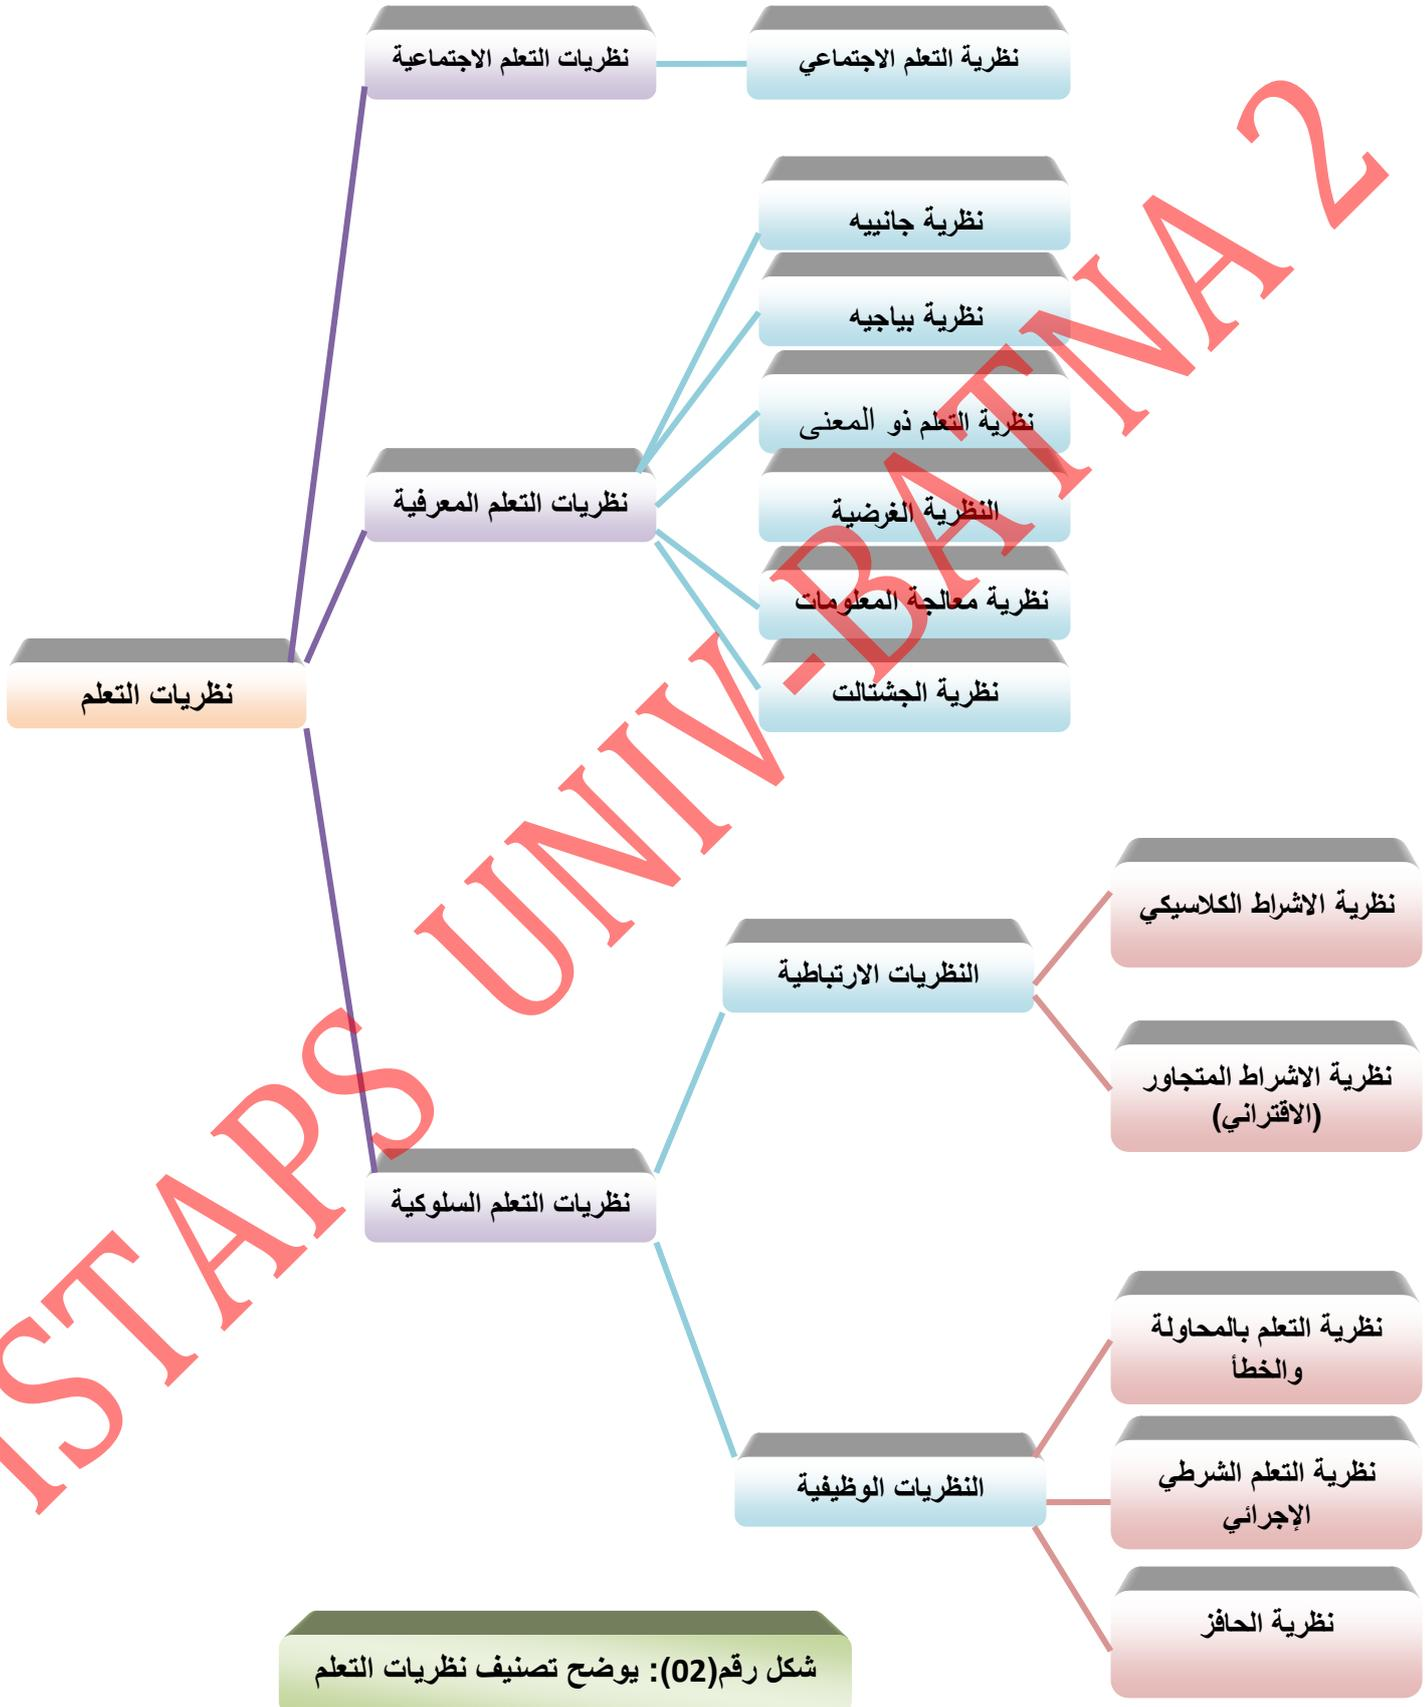 نظريات التعلم
نظريات التعلم الاجتماعية
نظرية التعلم الاجتماعي
نظريات التعلم المعرفية
نظرية جانييه
نظرية بياجيه
نظرية التعلم ذو المعنى
النظرية الغرضية
نظرية معالجة المعلومات
نظرية الجشتالت
نظريات التعلم السلوكية
النظريات الارتباطية
نظرية الاشراط الكلاسيكي
نظرية الاشراط المتجاور
(الاقتراني)
النظريات الوظيفية
نظرية التعلم بالمحاولة
والخطأ
نظرية التعلم الشرطي
الإجرائي
نظرية الحافز
شكل رقم(02): يوضح تصنيف نظريات التعلم
ISTAPS UNIV-BATNA 2